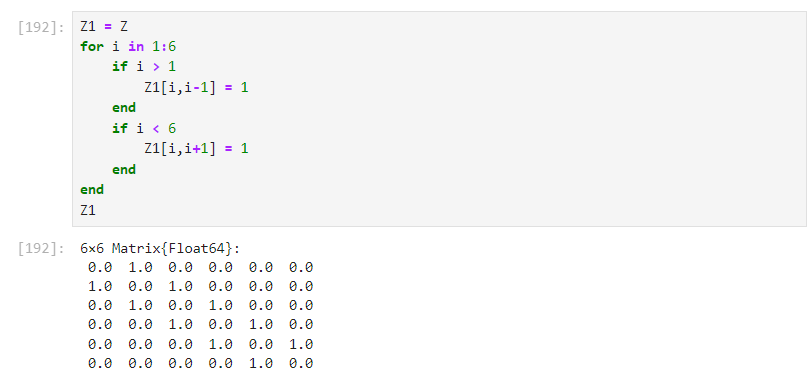 [192]: Z1 = Z
for i in 1:6
    if i > 1
        Z1[i,i-1] = 1
    end
    if i < 6
        Z1[i,i+1] = 1
    end
end
Z1
[192]: 6×6 Matrix{Float64}:
 0.0  1.0  0.0  0.0  0.0  0.0
 1.0  0.0  1.0  0.0  0.0  0.0
 0.0  1.0  0.0  1.0  0.0  0.0
 0.0  0.0  1.0  0.0  1.0  0.0
 0.0  0.0  0.0  1.0  0.0  1.0
 0.0  0.0  0.0  0.0  1.0  0.0